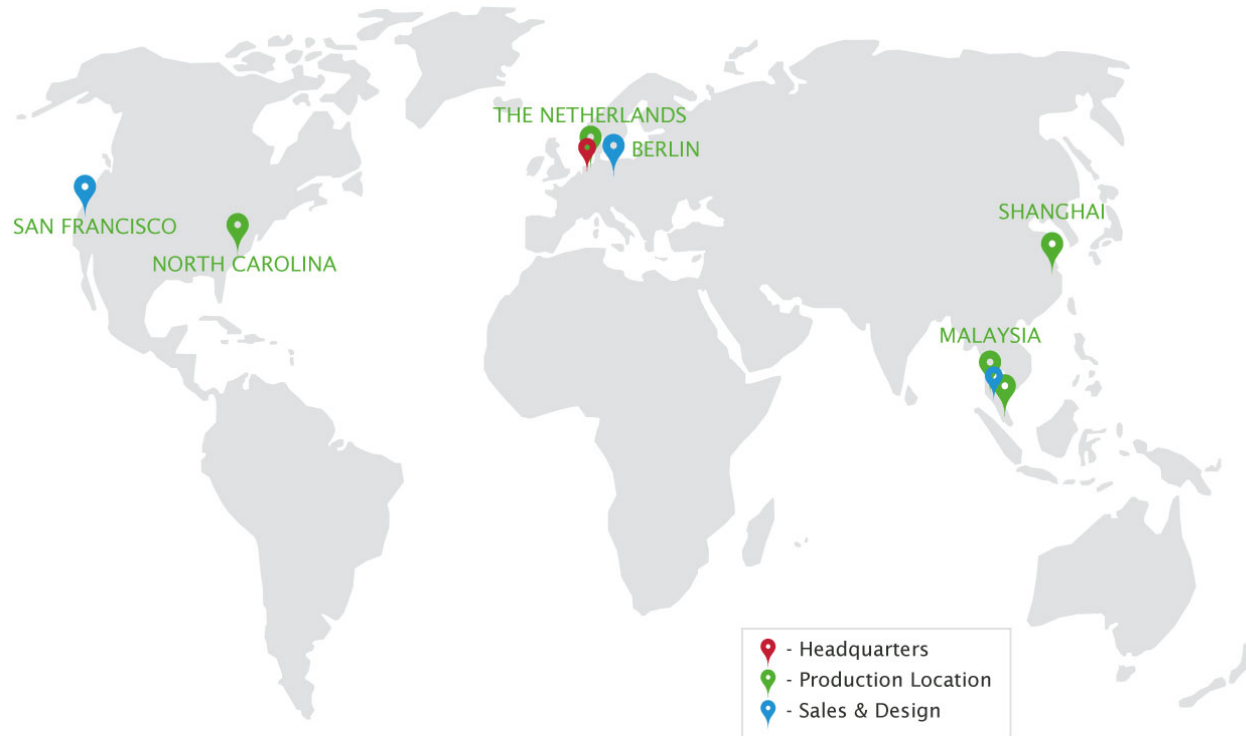 THE NETHERLANDS
BERLIN
SAN FRANCISCO
NORTH CAROLINA
SHANGHAI
MALAYSIA
- Headquarters
- Production Location
- Sales & Design